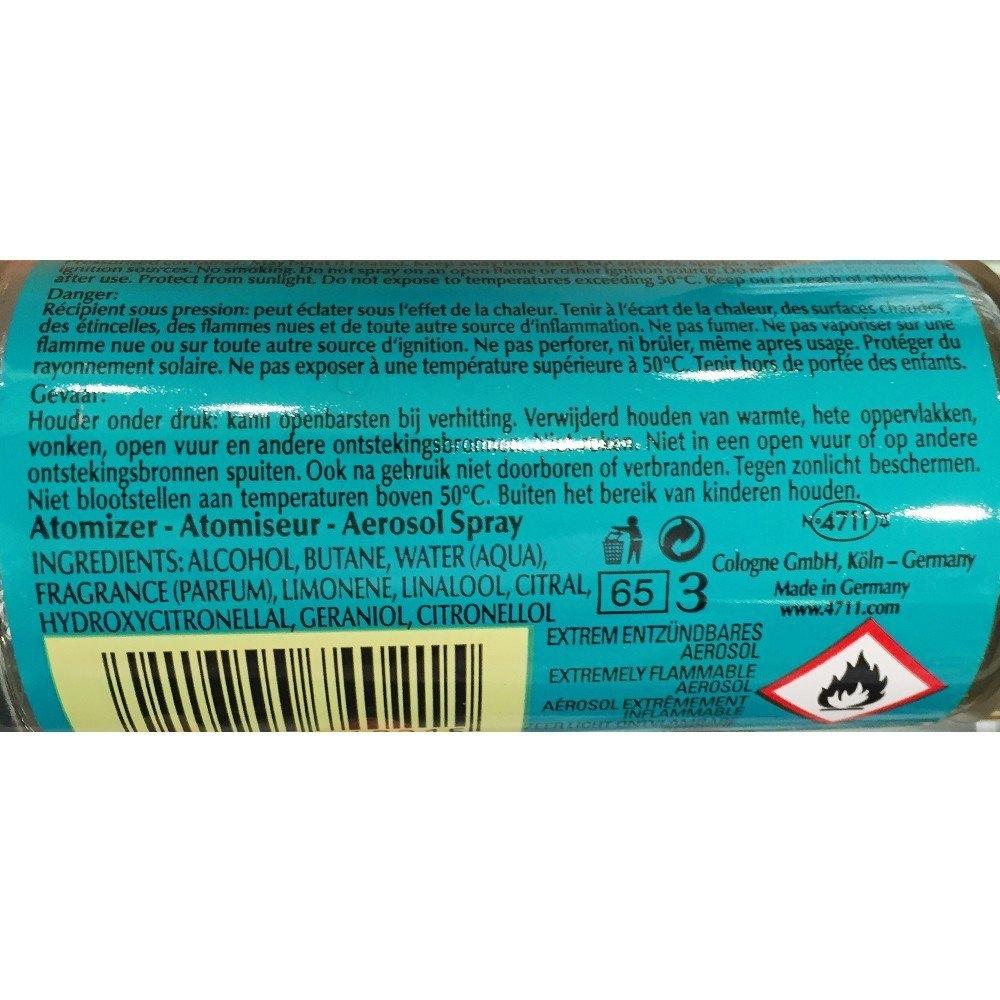 ignition sources. No smoking. Do not spray on an open flame or other ignition source. Do not
after use. Protect from sunlight. Do not expose to temperatures exceeding 50°C. Keep out of reach of children.
Danger:
Récipient sous pression: peut éclater sous l'effet de la chaleur. Tenir à l'écart de la chaleur, des surfaces chaudes,
des étincelles, des flammes nues et de toute autre source d'inflammation. Ne pas fumer. Ne pas vaporiser sur une
flamme nue ou sur toute autre source d'ignition. Ne pas perforer, ni brûler, même apres usage. Protéger du
rayonnement solaire. Ne pas exposer à une température supérieure à 50°C. Tenir hors de portée des enfants.
Gevaar:
Houder onder druk: kann openbarsten bij verhitting. Verwijderd houden van warmte, hete oppervlakken,
vonken, open vuur en andere ontstekingsbronnen. Niet roken. Niet in een open vuur of op andere
ontstekingsbronnen spuiten. Ook na gebruik niet doorboren of verbranden. Tegen zonlicht beschermen.
Niet blootstellen aan temperaturen boven 50°C. Buiten het bereik van kinderen houden.
Atomizer - Atomiseur - Aerosol Spray
INGREDIENTS: ALCOHOL, BUTANE, WATER (AQUA),
FRAGRANCE (PARFUM), LIMONENE, LINALOOL, CITRAL,
HYDROXYCITRONELLAL, GERANIOL, CITRONELLOL
65 3
Nº 4711
Cologne GmbH, Köln – Germany
Made in Germany
www.4711.com
EXTREM ENTZÜNDBARES
AEROSOL
EXTREMELY FLAMMABLE
AEROSOL
AÉROSOL EXTRÊMEMENT
INFLAMMABLE